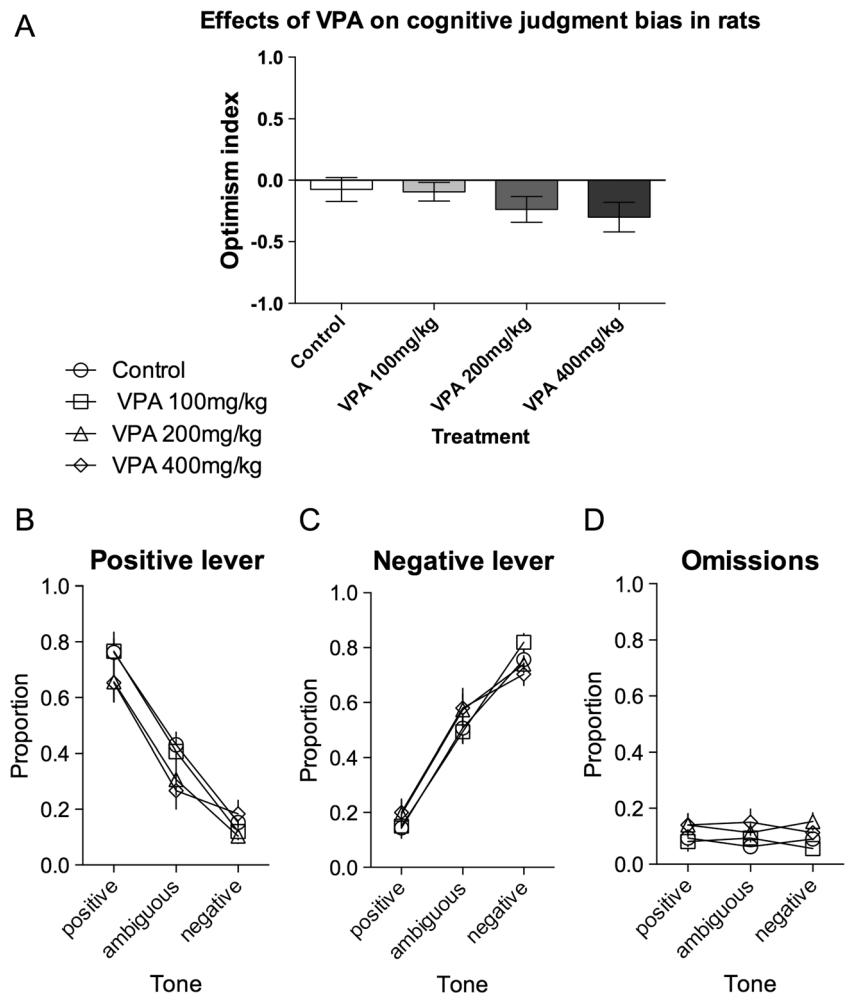 A
Effects of VPA on cognitive judgment bias in rats
Optimism index
1.0
0.5
0.0
-0.5
-1.0
Control
VPA 100mg/kg
VPA 200mg/kg
VPA 400mg/kg
Treatment
Control
VPA 100mg/kg
VPA 200mg/kg
VPA 400mg/kg
B
Positive lever
Proportion
1.0
0.8
0.6
0.4
0.2
0.0
positive
ambiguous
negative
Tone
C
Negative lever
Proportion
1.0
0.8
0.6
0.4
0.2
0.0
positive
ambiguous
negative
Tone
D
Omissions
Proportion
1.0
0.8
0.6
0.4
0.2
0.0
positive
ambiguous
negative
Tone